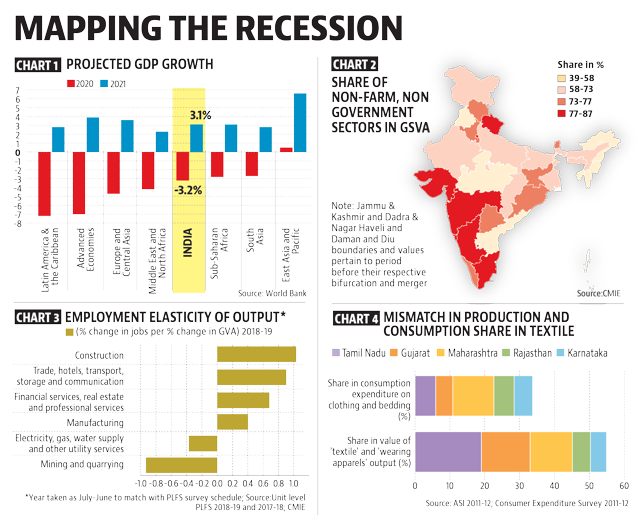 MAPPING THE RECESSION
CHART 1 PROJECTED GDP GROWTH
2020 2021
7
6
5
4
3
2
1
0
-1
-2
-3
-4
-5
-6
-7
-8
3.1%
-3.2%
Latin America &
the Caribbean
Advanced
Economies
Europe and
Central Asia
Middle East and
North Africa
INDIA
Sub-Saharan
Africa
South
Asia
East Asia and
Pacific
Source: World Bank
CHART 2
SHARE OF
NON-FARM, NON
GOVERNMENT
SECTORS IN GSVA
Share in %
39-58
58-73
73-77
77-87
Note: Jammu &
Kashmir and Dadra &
Nagar Haveli and
Daman and Diu
boundaries and values
pertain to period
before their respective
bifurcation and merger
Source:CMIE
CHART 3 EMPLOYMENT ELASTICITY OF OUTPUT*
(% change in jobs per % change in GVA) 2018-19
Construction
Trade, hotels, transport,
storage and communication
Financial services, real estate
and professional services
Manufacturing
Electricity, gas, water supply
and other utility services
Mining and quarrying
-1.0 -0.8 -0.6 -0.4 -0.2 0.0 0.2 0.4 0.6 0.8 1.0
*Year taken as July-June to match with PLFS survey schedule; Source:Unit level
PLFS 2018-19 and 2017-18; CMIE
CHART 4 MISMATCH IN PRODUCTION AND
CONSUMPTION SHARE IN TEXTILE
Tamil Nadu Gujarat Maharashtra Rajasthan Karnataka
Share in consumption
expenditure on
clothing and bedding
(%)
Share in value of
'textile' and 'wearing
apparels' output (%)
0 10 20 30 40 50 60
Source: ASI 2011-12; Consumer Expenditure Survey 2011-12